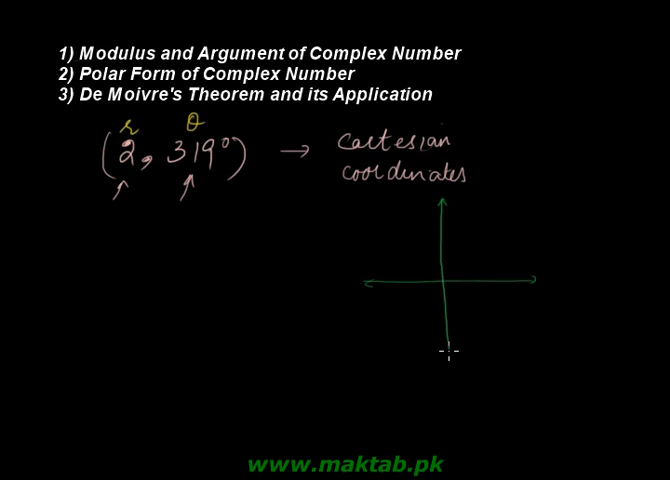 1) Modulus and Argument of Complex Number
2) Polar Form of Complex Number
3) De Moivre's Theorem and its Application
r θ
(2, 319°) → Cartesian
coordinates
www.maktab.pk